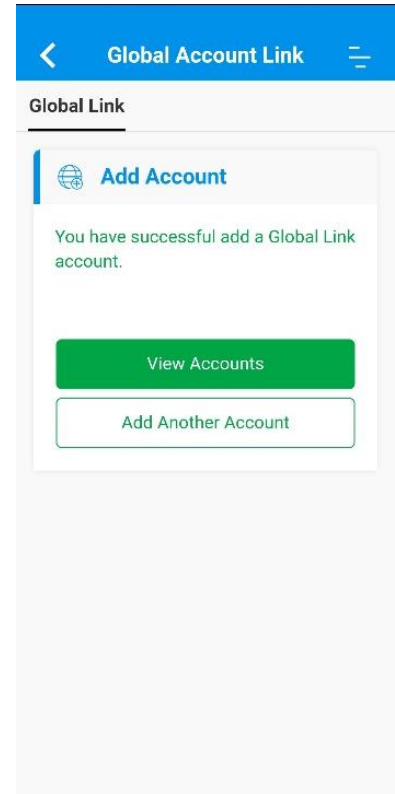 Global Account Link
Global Link
Add Account
You have successful add a Global Link
account.
View Accounts
Add Another Account